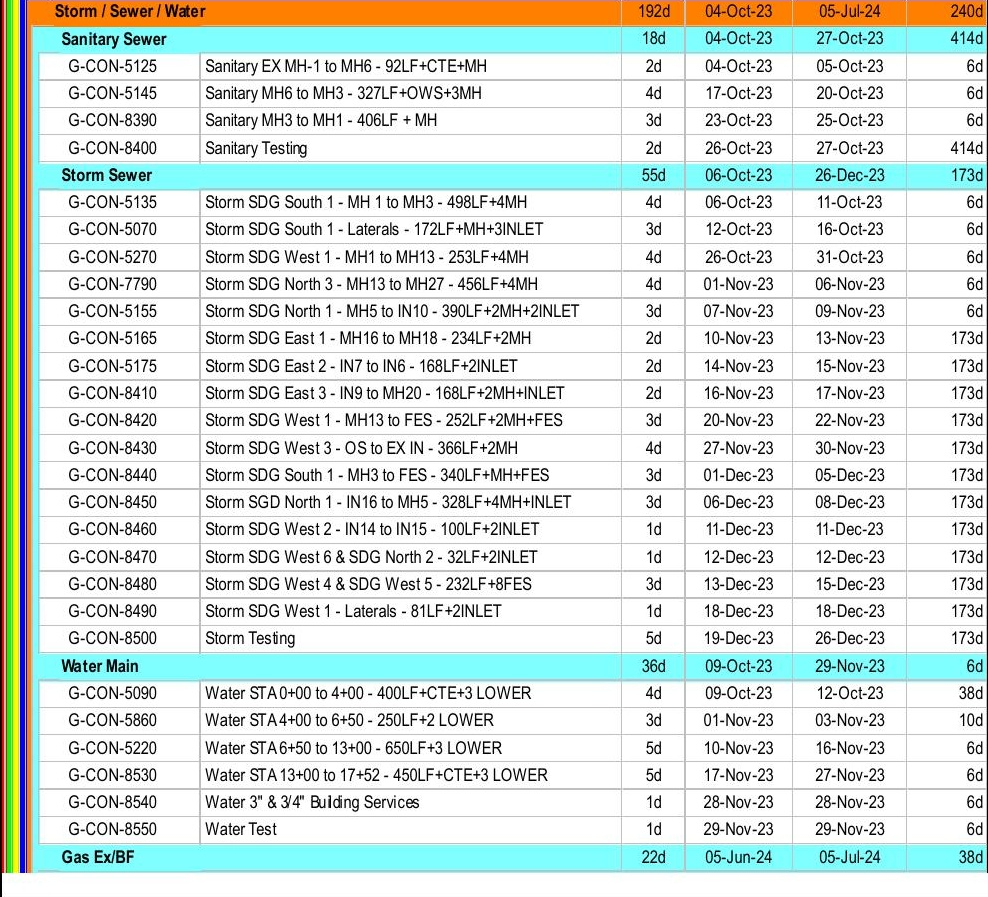 Storm / Sewer / Water 192d 04-Oct-23 05-Jul-24 240d
Sanitary Sewer 18d 04-Oct-23 27-Oct-23 414d
G-CON-5125 Sanitary EX MH-1 to MH6 - 92LF+CTE+MH 2d 04-Oct-23 05-Oct-23 6d
G-CON-5145 Sanitary MH6 to MH3 - 327LF+OWS+3MH 4d 17-Oct-23 20-Oct-23 6d
G-CON-8390 Sanitary MH3 to MH1 - 406LF + MH 3d 23-Oct-23 25-Oct-23 6d
G-CON-8400 Sanitary Testing 2d 26-Oct-23 27-Oct-23 414d
Storm Sewer 55d 06-Oct-23 26-Dec-23 173d
G-CON-5135 Storm SDG South 1 - MH 1 to MH3 - 498LF+4MH 4d 06-Oct-23 11-Oct-23 6d
G-CON-5070 Storm SDG South 1 - Laterals - 172LF+MH+3INLET 3d 12-Oct-23 16-Oct-23 6d
G-CON-5270 Storm SDG West 1 - MH1 to MH13 - 253LF+4MH 4d 26-Oct-23 31-Oct-23 6d
G-CON-7790 Storm SDG North 3 - MH13 to MH27 - 456LF+4MH 4d 01-Nov-23 06-Nov-23 6d
G-CON-5155 Storm SDG North 1 - MH5 to IN10 - 390LF+2MH+2INLET 3d 07-Nov-23 09-Nov-23 6d
G-CON-5165 Storm SDG East 1 - MH16 to MH18 - 234LF+2MH 2d 10-Nov-23 13-Nov-23 173d
G-CON-5175 Storm SDG East 2 - IN7 to IN6 - 168LF+2INLET 2d 14-Nov-23 15-Nov-23 173d
G-CON-8410 Storm SDG East 3 - IN9 to MH20 - 168LF+2MH+INLET 2d 16-Nov-23 17-Nov-23 173d
G-CON-8420 Storm SDG West 1 - MH13 to FES - 252LF+2MH+FES 3d 20-Nov-23 22-Nov-23 173d
G-CON-8430 Storm SDG West 3 - OS to EX IN - 366LF+2MH 4d 27-Nov-23 30-Nov-23 173d
G-CON-8440 Storm SDG South 1 - MH3 to FES - 340LF+MH+FES 3d 01-Dec-23 05-Dec-23 173d
G-CON-8450 Storm SGD North 1 - IN16 to MH5 - 328LF+4MH+INLET 3d 06-Dec-23 08-Dec-23 173d
G-CON-8460 Storm SDG West 2 - IN14 to IN15 - 100LF+2INLET 1d 11-Dec-23 11-Dec-23 173d
G-CON-8470 Storm SDG West 6 & SDG North 2 - 32LF+2INLET 1d 12-Dec-23 12-Dec-23 173d
G-CON-8480 Storm SDG West 4 & SDG West 5 - 232LF+8FES 3d 13-Dec-23 15-Dec-23 173d
G-CON-8490 Storm SDG West 1 - Laterals - 81LF+2INLET 1d 18-Dec-23 18-Dec-23 173d
G-CON-8500 Storm Testing 5d 19-Dec-23 26-Dec-23 173d
Water Main 36d 09-Oct-23 29-Nov-23 6d
G-CON-5090 Water STA 0+00 to 4+00 - 400LF+CTE+3 LOWER 4d 09-Oct-23 12-Oct-23 38d
G-CON-5860 Water STA 4+00 to 6+50 - 250LF+2 LOWER 3d 01-Nov-23 03-Nov-23 10d
G-CON-5220 Water STA 6+50 to 13+00 - 650LF+3 LOWER 5d 10-Nov-23 16-Nov-23 6d
G-CON-8530 Water STA 13+00 to 17+52 - 450LF+CTE+3 LOWER 5d 17-Nov-23 27-Nov-23 6d
G-CON-8540 Water 3" & 3/4" Building Services 1d 28-Nov-23 28-Nov-23 6d
G-CON-8550 Water Test 1d 29-Nov-23 29-Nov-23 6d
Gas Ex/BF 22d 05-Jun-24 05-Jul-24 38d